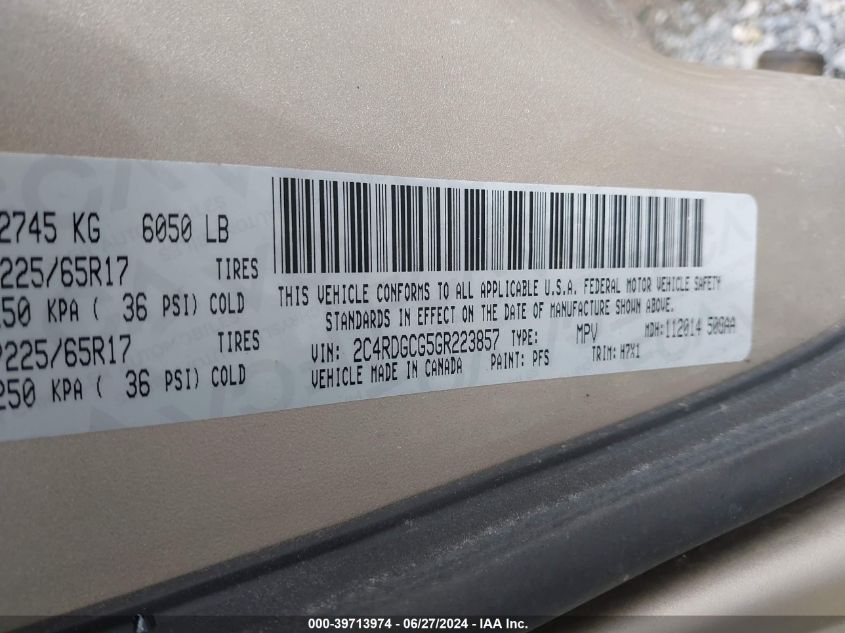 2745 KG 6050 LB
225/65R17 TIRES
250 KPA ( 36 PSI) COLD
P225/65R17 TIRES
250 KPA ( 36 PSI) COLD
THIS VEHICLE CONFORMS TO ALL APPLICABLE U.S.A. FEDERAL MOTOR VEHICLE SAFETY
STANDARDS IN EFFECT ON THE DATE OF MANUFACTURE SHOWN ABOVE.
VIN: 2C4RDGCG5GR223857 TYPE: MPV MDH: 112014 508AA
VEHICLE MADE IN CANADA PAINT: PFS TRIM: H7X1
000-39713974 - 06/27/2024 - IAA Inc.